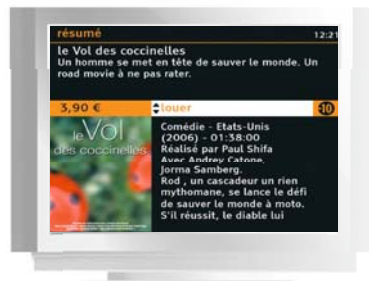 résumé 12:21
le Vol des coccinelles
Un homme se met en tête de sauver le monde. Un
road movie à ne pas rater.
3,90 € louer -10
le Vol
des coccinelles
Comédie - Etats-Unis
(2006) - 01:38:00
Réalisé par Paul Shifa
Avec Andrey Catone,
Jorma Samberg.
Rod , un cascadeur un rien
mythomane, se lance le défi
de sauver le monde à moto.
S'il réussit, le diable lui